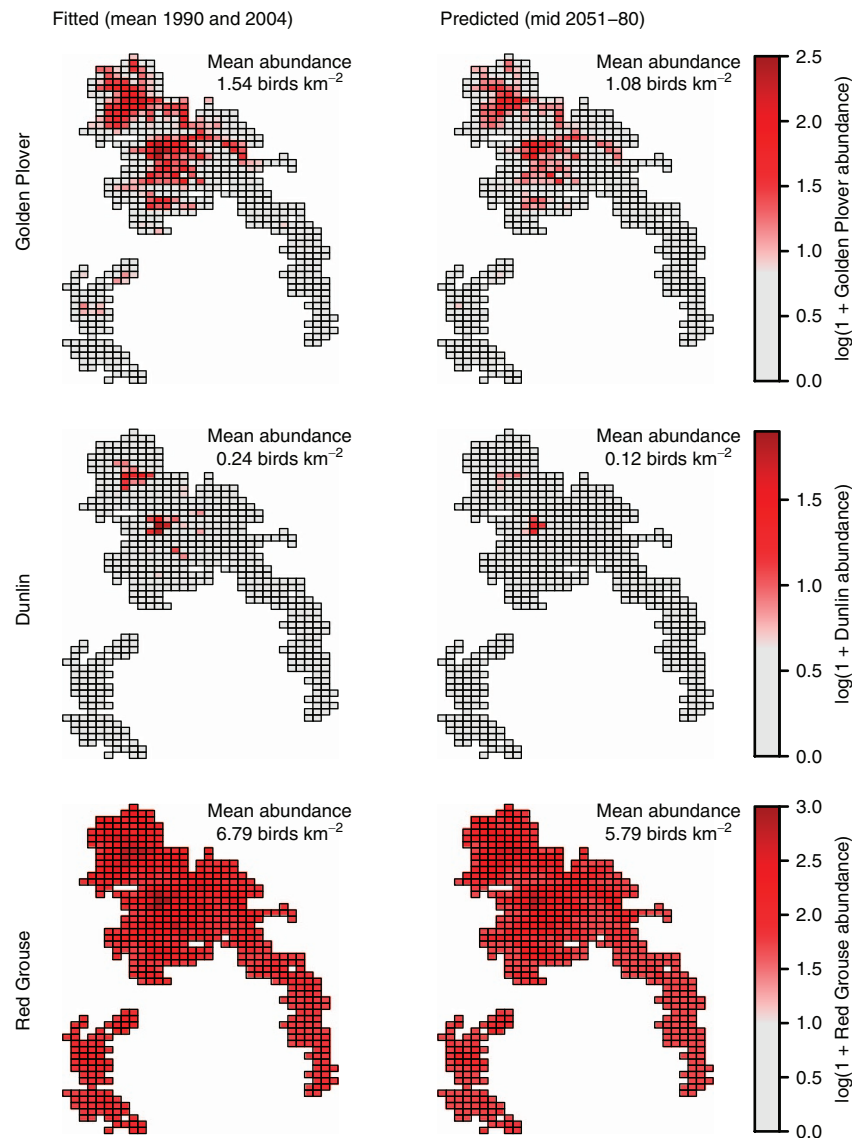 Fitted (mean 1990 and 2004)
Predicted (mid 2051–80)
Golden Plover
Mean abundance
1.54 birds km⁻²
Mean abundance
1.08 birds km⁻²
2.5
2.0
1.5
1.0
0.5
0.0
log(1 + Golden Plover abundance)
Dunlin
Mean abundance
0.24 birds km⁻²
Mean abundance
0.12 birds km⁻²
1.5
1.0
0.5
0.0
log(1 + Dunlin abundance)
Red Grouse
Mean abundance
6.79 birds km⁻²
Mean abundance
5.79 birds km⁻²
3.0
2.5
2.0
1.5
1.0
0.5
0.0
log(1 + Red Grouse abundance)